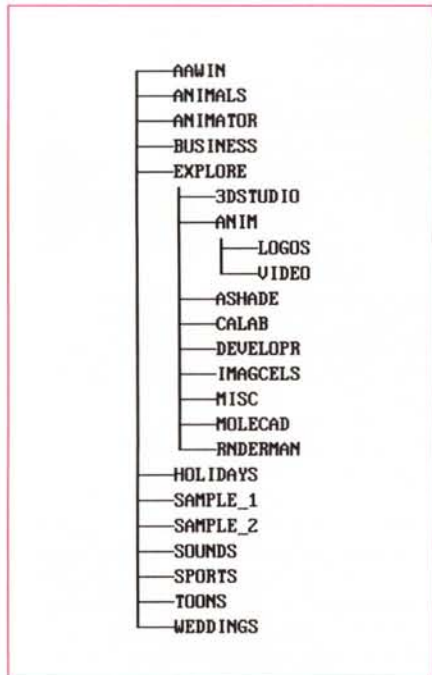 AAWIN
ANIMALS
ANIMATOR
BUSINESS
EXPLORE
3DSTUDIO
ANIM
LOGOS
VIDEO
ASHADE
CALAB
DEVELOPR
IMAGCELS
MISC
MOLECAD
RNDERMAN
HOLIDAYS
SAMPLE_1
SAMPLE_2
SOUNDS
SPORTS
TOONS
WEDDINGS